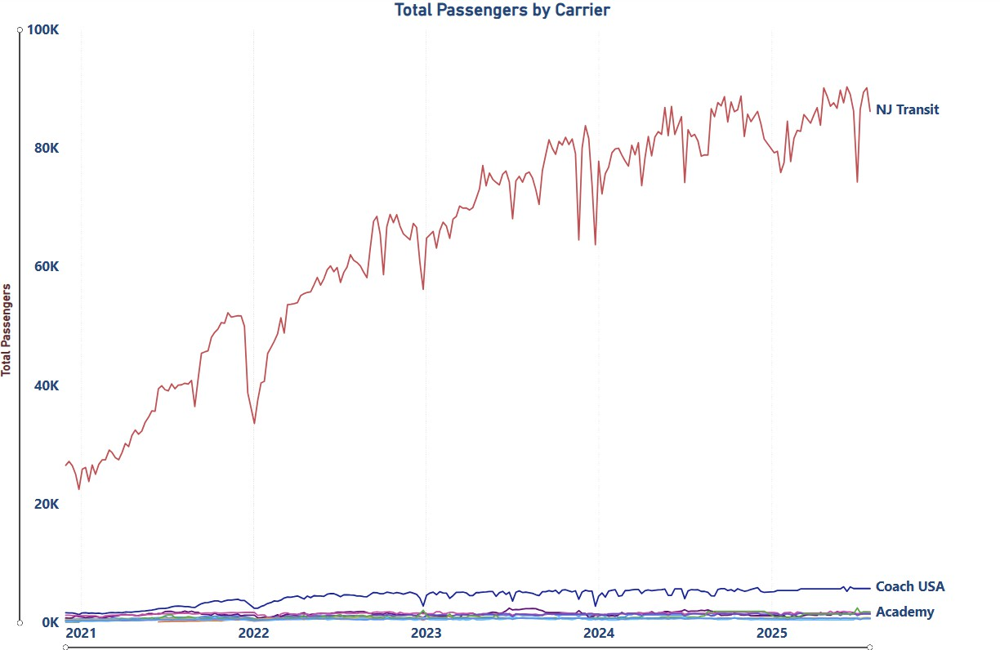 Total Passengers by Carrier
100K
80K
60K
40K
20K
0K
Total Passengers
NJ Transit
Coach USA
Academy
2021 2022 2023 2024 2025